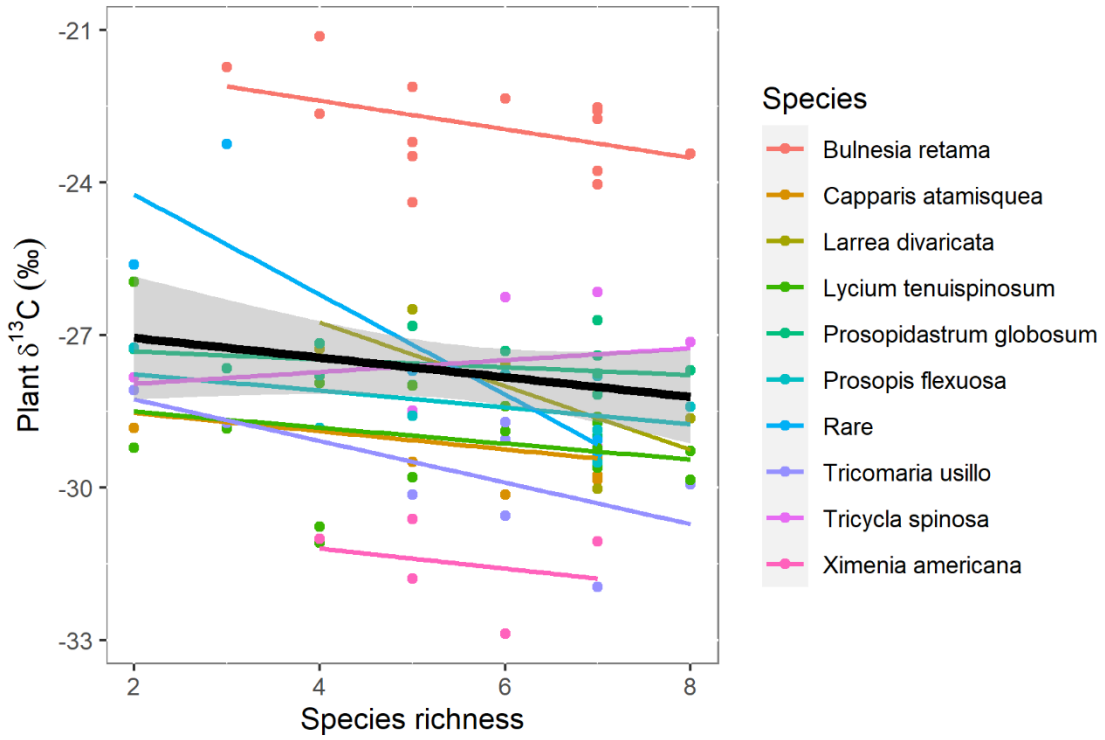 -21
-24
-27
-30
-33
Plant δ¹³C (‰)
2
4
6
8
Species richness
Species
Bulnesia retama
Capparis atamisquea
Larrea divaricata
Lycium tenuispinosum
Prosopidastrum globosum
Prosopis flexuosa
Rare
Tricomaria usillo
Tricycla spinosa
Ximenia americana